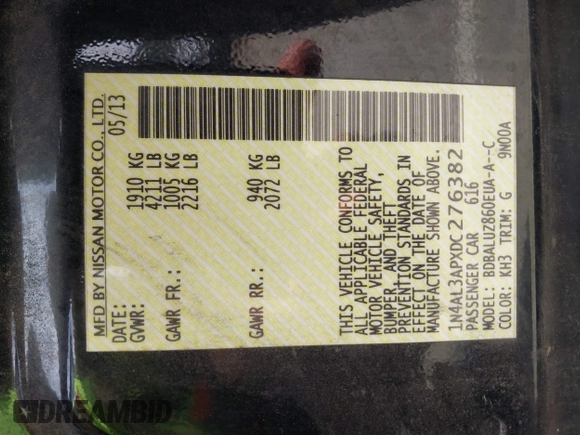 MFD BY NISSAN MOTOR CO., LTD.
DATE: 05/13
GVWR: 1910 KG
4211 LB
GAWR FR.: 1005 KG
2216 LB
GAWR RR.: 940 KG
2072 LB
THIS VEHICLE CONFORMS TO
ALL APPLICABLE FEDERAL
MOTOR VEHICLE SAFETY,
BUMPER, AND THEFT
PREVENTION STANDARDS IN
EFFECT ON THE DATE OF
MANUFACTURE SHOWN ABOVE.
1N4AL3APXDC276382
PASSENGER CAR 616
MODEL: BDBALUZ860EUA-A--C
COLOR: KH3 TRIM: G 9N00A
DREAMBID